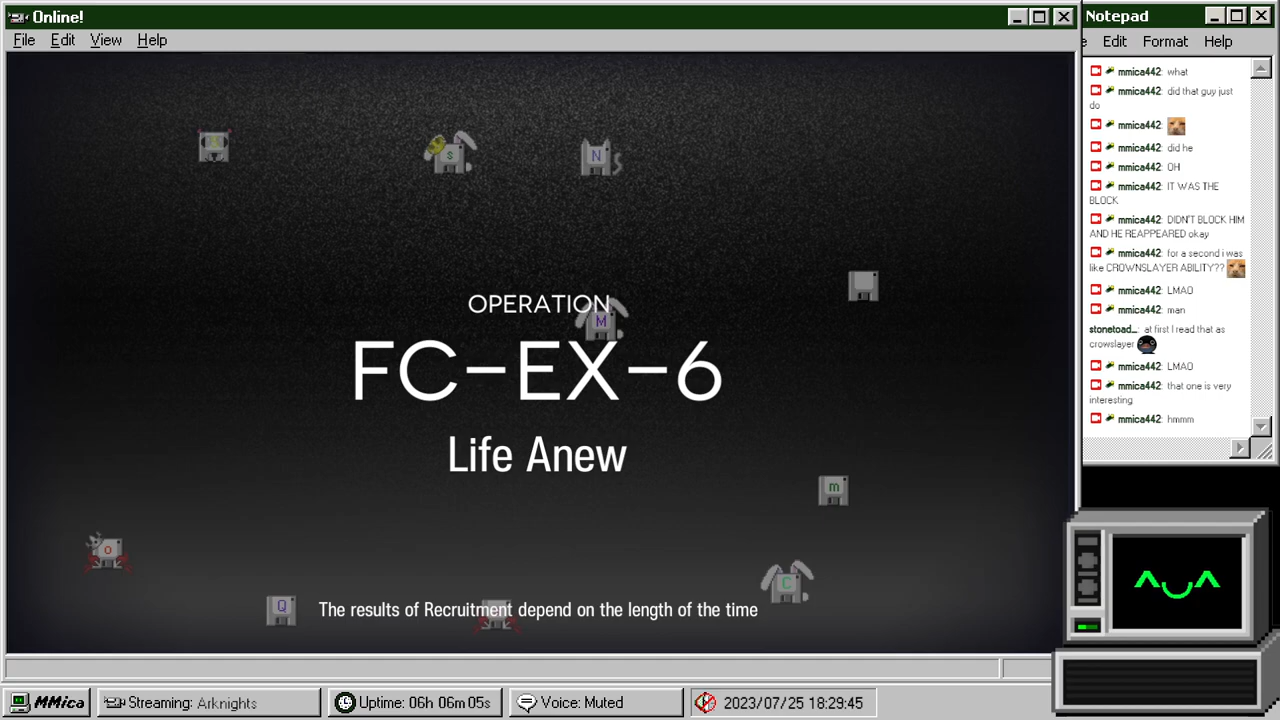 Online!
File Edit View Help
OPERATION
FC-EX-6
Life Anew
The results of Recruitment depend on the length of the time
s
N
M
m
o
Q
C
Notepad
Edit Format Help
mmica442: what
mmica442: did that guy just
do
mmica442:
mmica442: did he
mmica442: OH
mmica442: IT WAS THE
BLOCK
mmica442: DIDN'T BLOCK HIM
AND HE REAPPEARED okay
mmica442: for a second i was
like CROWNSLAYER ABILITY??
mmica442: LMAO
mmica442: man
stonetoad...: at first I read that as
crowslayer
mmica442: LMAO
mmica442: that one is very
interesting
mmica442: hmmm
MMica
Streaming: Arknights
Uptime: 06h 06m 05s
Voice: Muted
2023/07/25 18:29:45